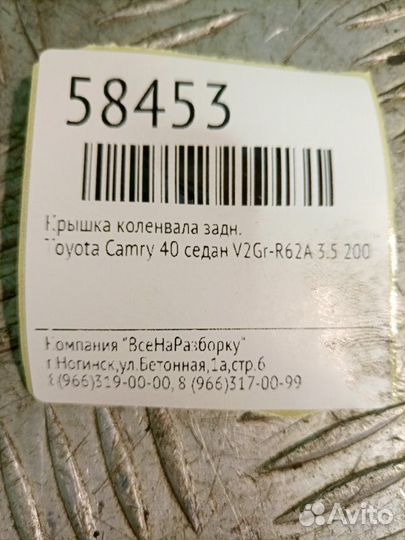 58453
Крышка коленвала задн.
Toyota Camry 40 седан V2Gr-R62A 3.5 200
Компания "ВсеНаРазборку"
г.Ногинск,ул.Бетонная,1а,стр.6
8(966)319-00-00, 8 (966)317-00-99
Avito